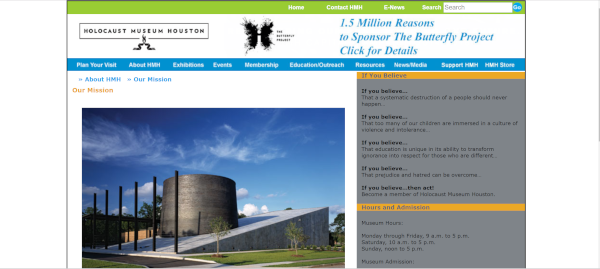 Home Contact HMH E-News Search Search Go
HOLOCAUST MUSEUM HOUSTON
THE
BUTTERFLY
PROJECT
1.5 Million Reasons
to Sponsor The Butterfly Project
Click for Details
Plan Your Visit About HMH Exhibitions Events Membership Education/Outreach Resources News/Media Support HMH HMH Store
» About HMH » Our Mission
Our Mission
If You Believe
If you believe...
That a systematic destruction of a people should never
happen.
If you believe...
That too many of our children are immersed in a culture of
violence and intolerance.
If you believe...
That education is unique in its ability to transform
ignorance into respect for those who are different.
If you believe...
That prejudice and hatred can be overcome.
If you believe...then act!
Become a member of Holocaust Museum Houston.
Hours and Admission
Museum Hours:
Monday through Friday, 9 a.m. to 5 p.m.
Saturday, 10 a.m. to 5 p.m.
Sunday, noon to 5 p.m.
Museum Admission: